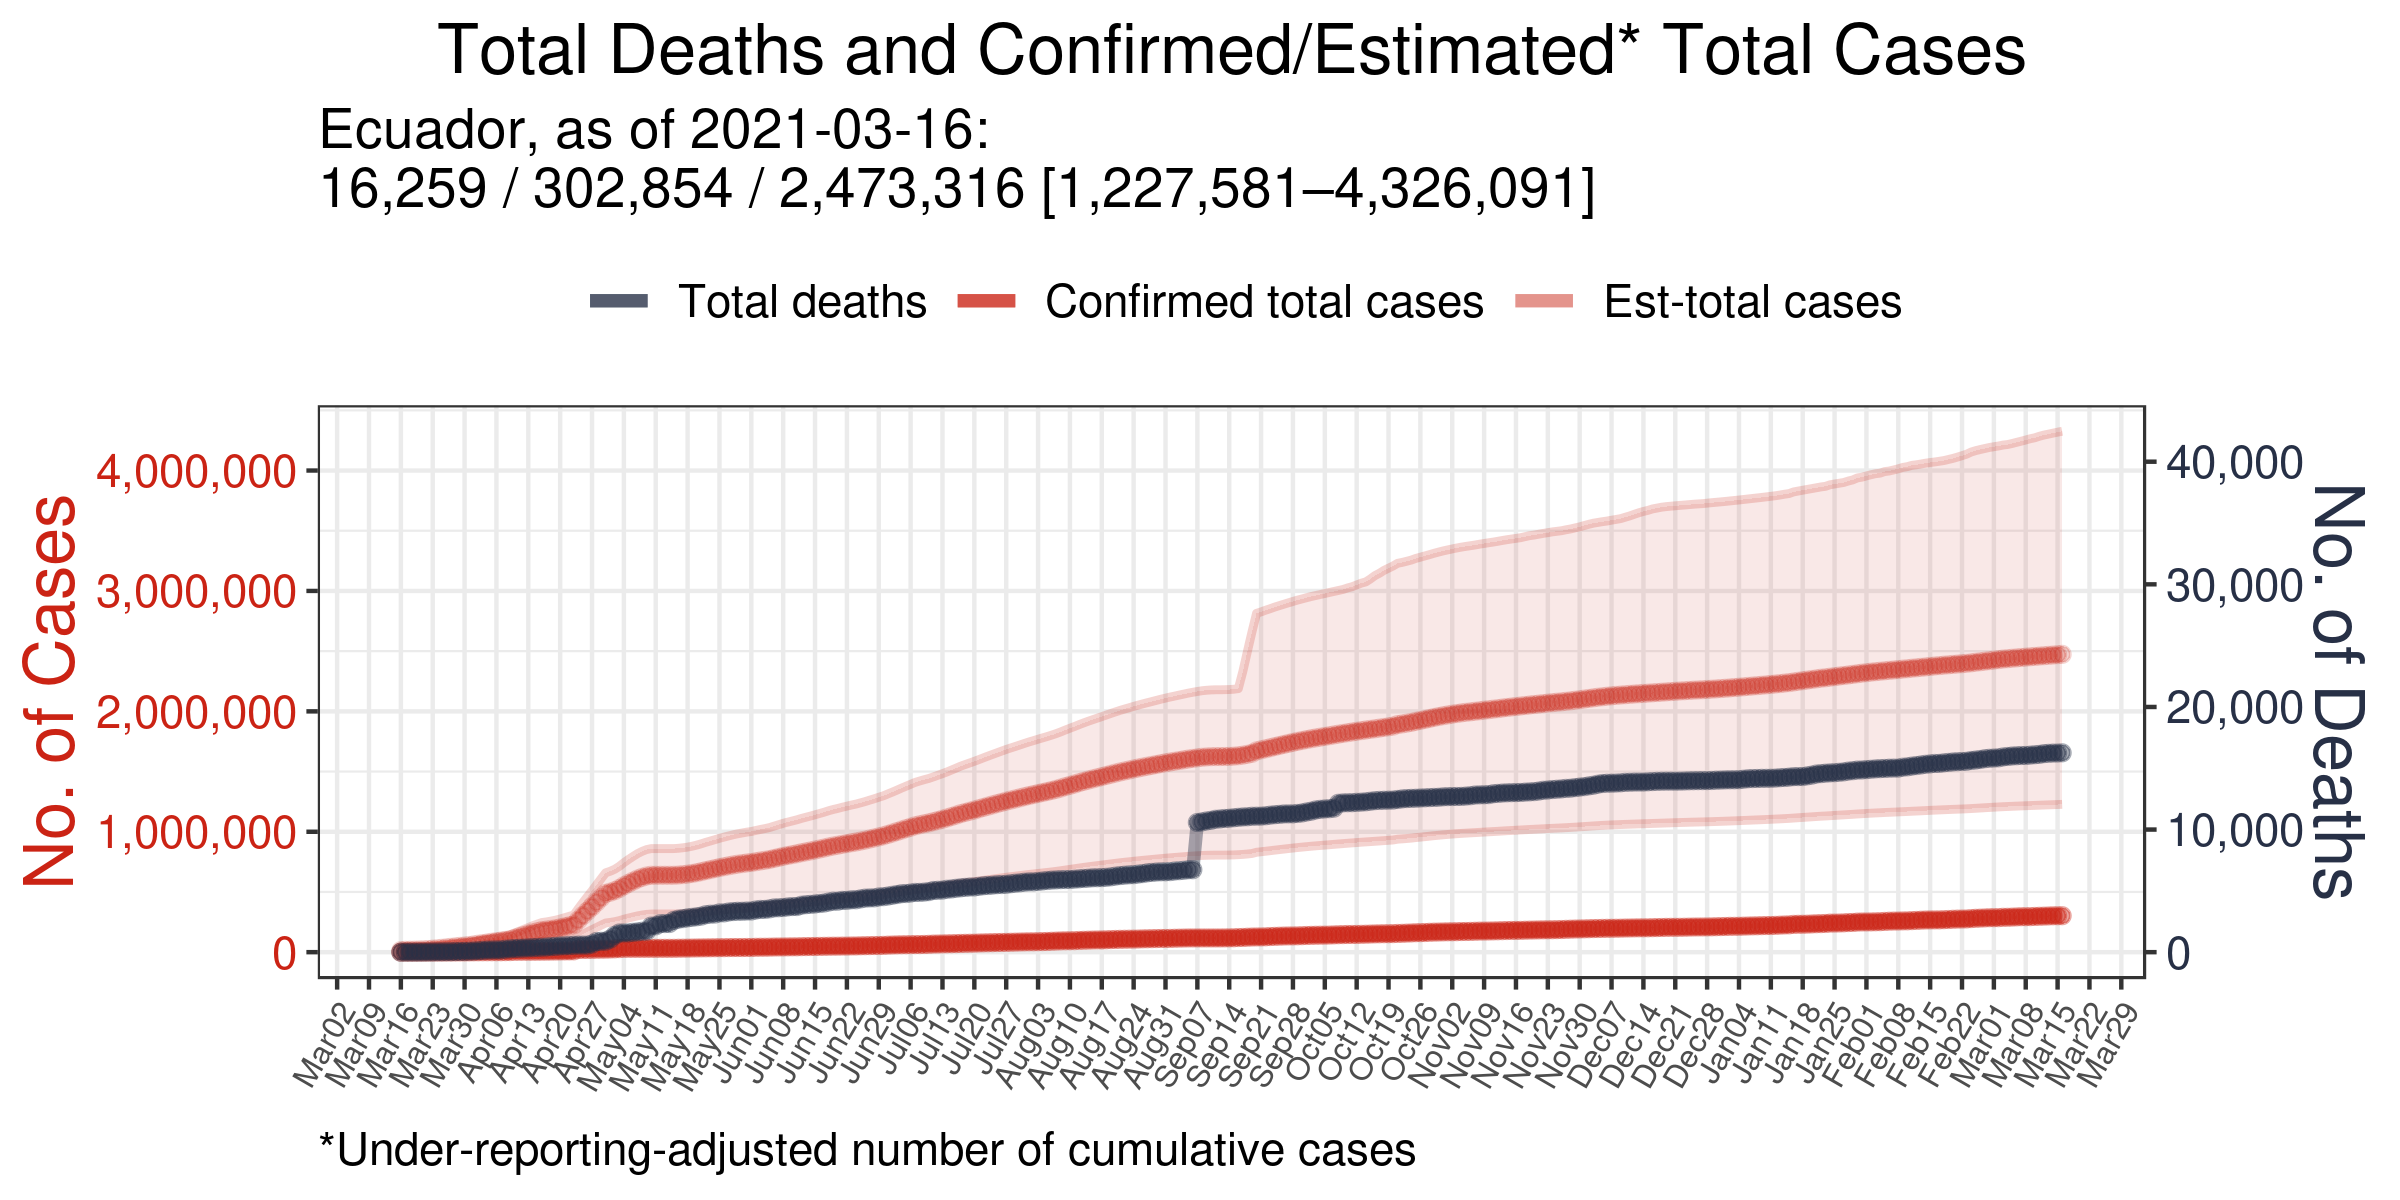 Total Deaths and Confirmed/Estimated* Total Cases
Ecuador, as of 2021-03-16:
16,259 / 302,854 / 2,473,316 [1,227,581–4,326,091]
Total deaths
Confirmed total cases
Est-total cases
No. of Cases
4,000,000
3,000,000
2,000,000
1,000,000
0
40,000
30,000
20,000
10,000
0
No. of Deaths
Mar02
Mar09
Mar16
Mar23
Mar30
Apr06
Apr13
Apr20
Apr27
May04
May11
May18
May25
Jun01
Jun08
Jun15
Jun22
Jun29
Jul06
Jul13
Jul20
Jul27
Aug03
Aug10
Aug17
Aug24
Aug31
Sep07
Sep14
Sep21
Sep28
Oct05
Oct12
Oct19
Oct26
Nov02
Nov09
Nov16
Nov23
Nov30
Dec07
Dec14
Dec21
Dec28
Jan04
Jan11
Jan18
Jan25
Feb01
Feb08
Feb15
Feb22
Mar01
Mar08
Mar15
Mar22
Mar29
*Under-reporting-adjusted number of cumulative cases